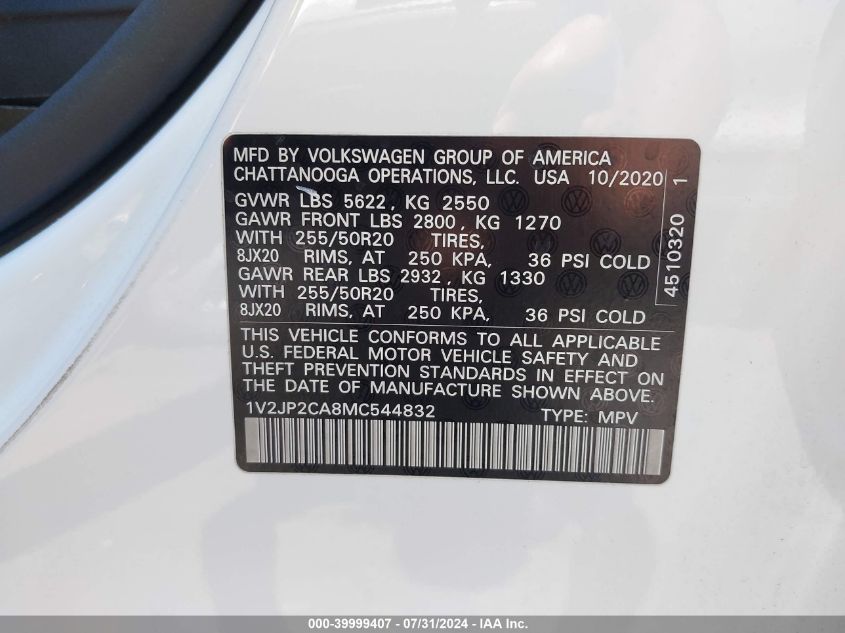 MFD BY VOLKSWAGEN GROUP OF AMERICA
CHATTANOOGA OPERATIONS, LLC. USA 10/2020
GVWR LBS 5622, KG 2550
GAWR FRONT LBS 2800, KG 1270
WITH 255/50R20 TIRES,
8JX20 RIMS, AT 250 KPA, 36 PSI COLD
GAWR REAR LBS 2932, KG 1330
WITH 255/50R20 TIRES,
8JX20 RIMS, AT 250 KPA, 36 PSI COLD
THIS VEHICLE CONFORMS TO ALL APPLICABLE
U.S. FEDERAL MOTOR VEHICLE SAFETY AND
THEFT PREVENTION STANDARDS IN EFFECT ON
THE DATE OF MANUFACTURE SHOWN ABOVE.
1V2JP2CA8MC544832 TYPE: MPV
4510320 1
000-39999407 / 07/31/2024 - IAA Inc.